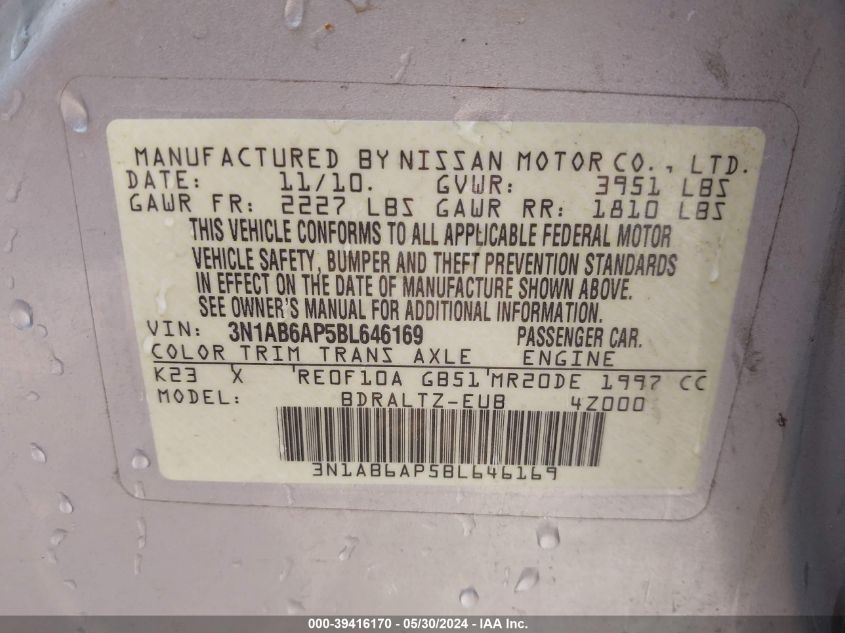 MANUFACTURED BY NISSAN MOTOR CO., LTD.
DATE: 11/10. GVWR: 3951 LBS
GAWR FR: 2227 LBS GAWR RR: 1810 LBS
THIS VEHICLE CONFORMS TO ALL APPLICABLE FEDERAL MOTOR
VEHICLE SAFETY, BUMPER AND THEFT PREVENTION STANDARDS
IN EFFECT ON THE DATE OF MANUFACTURE SHOWN ABOVE.
SEE OWNER'S MANUAL FOR ADDITIONAL INFORMATION.
VIN: 3N1AB6AP5BL646169 PASSENGER CAR.
COLOR TRIM TRANS AXLE ENGINE
K23 X RE0F10A GB51 MR20DE 1997 CC
MODEL: BDRALTZ-EUB 4Z000
3N1AB6AP5BL646169
000-39416170 - 05/30/2024 - IAA Inc.